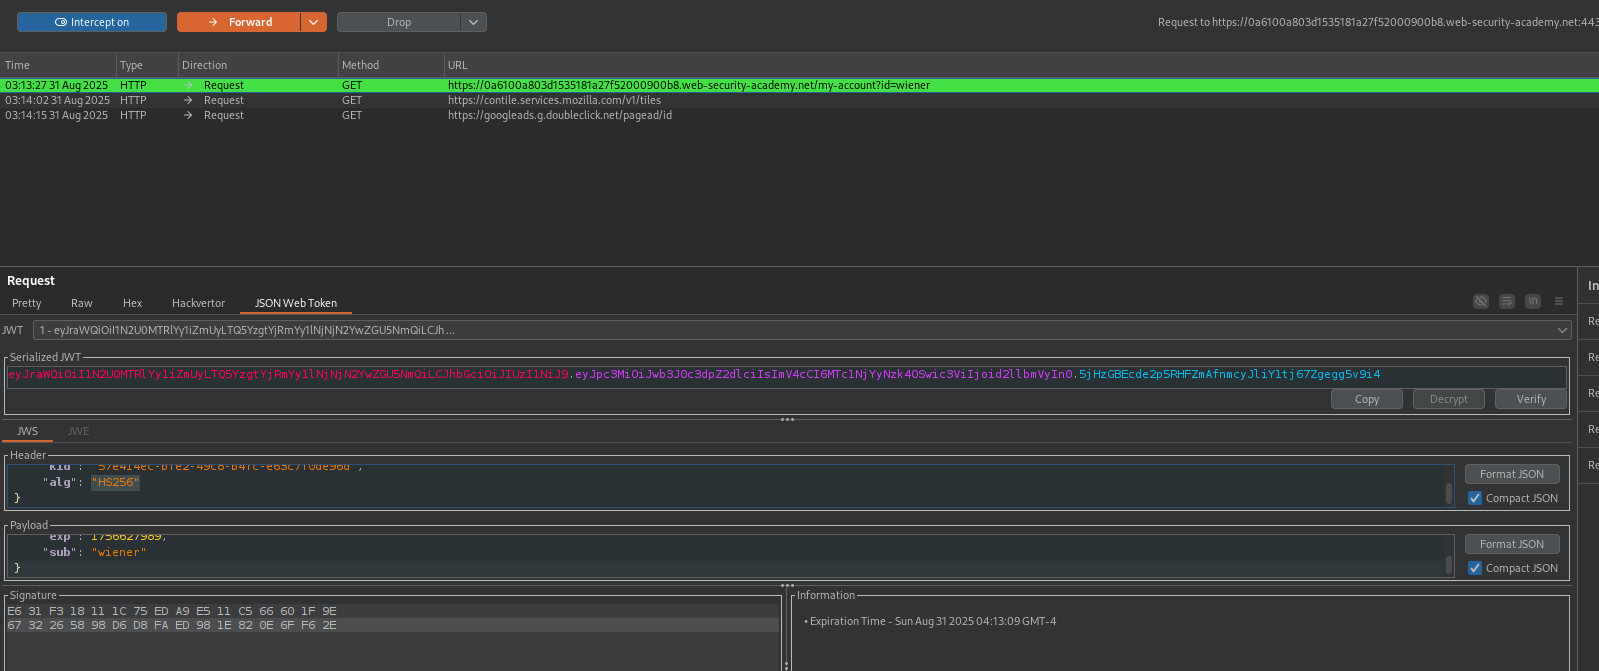 Intercept on
Forward
Drop
Request to https://0a6100a803d1535181a27f52000900b8.web-security-academy.net:443
Time Type Direction Method URL
03:13:27 31 Aug 2025 HTTP → Request GET https://0a6100a803d1535181a27f52000900b8.web-security-academy.net/my-account?id=wiener
03:14:02 31 Aug 2025 HTTP → Request GET https://contile.services.mozilla.com/v1/tiles
03:14:15 31 Aug 2025 HTTP → Request GET https://googleads.g.doubleclick.net/pagead/id
Request
Pretty Raw Hex Hackvertor JSON Web Token
\n
In
JWT 1 - eyJraWQiOiI1N2U0MTRlYy1iZmUyLTQ5YzgtYjRmYy1lNjNjN2YwZGU5NmQiLCJh ...
Re
Serialized JWT
Re
eyJraWQiOiI1N2U0MTRlYy1iZmUyLTQ5YzgtYjRmYy1lNjNjN2YwZGU5NmQiLCJhbGciOiJIUzI1NiJ9.eyJpc3MiOiJwb3J0c3dpZ2dlciIsImV4cCI6MTc1NjYyNzk4OSwic3ViIjoid2llbmVyIn0.5jHzGBEcde2p5RHFZmAfnmcyJliY1tj67Zgegg5v9i4
Re
Copy Decrypt Verify
JWS JWE
Re
Header
"kid": "57e414ec-bfe2-49c8-b4fc-e63c7f0de96d",
"alg": "HS256"
}
Format JSON
Re
Compact JSON
Payload
"exp": 1756627989,
"sub": "wiener"
}
Format JSON
Compact JSON
Signature
E6 31 F3 18 11 1C 75 ED A9 E5 11 C5 66 60 1F 9E
67 32 26 58 98 D6 D8 FA ED 98 1E 82 0E 6F F6 2E
Information
• Expiration Time - Sun Aug 31 2025 04:13:09 GMT-4